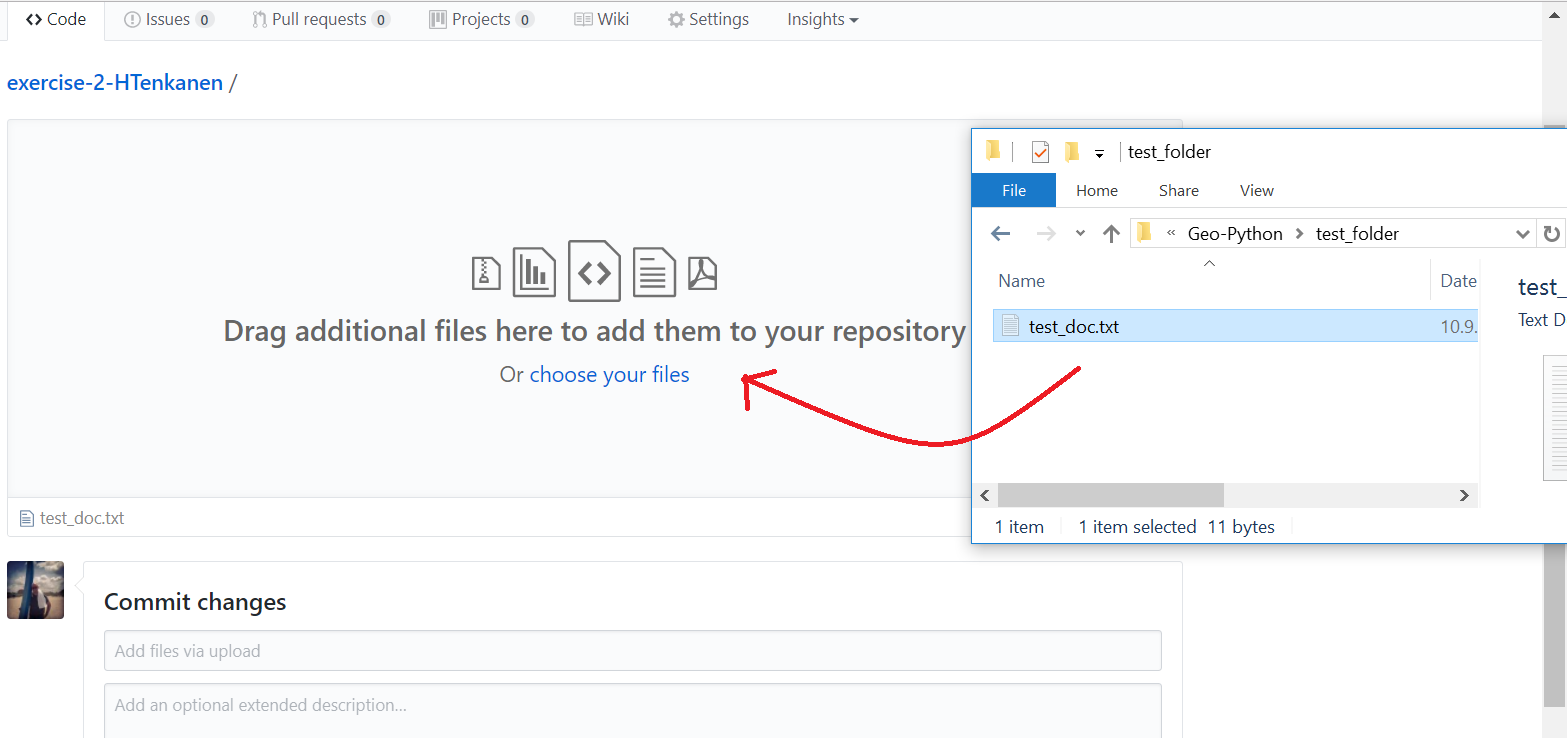 Code Issues 0 Pull requests 0 Projects 0 Wiki Settings Insights
exercise-2-HTenkanen /
Drag additional files here to add them to your repository
Or choose your files
test_doc.txt
Commit changes
Add files via upload
Add an optional extended description...
test_folder
File Home Share View
« Geo-Python > test_folder
Name Date
test_doc.txt 10.9.
test_
Text D
1 item 1 item selected 11 bytes